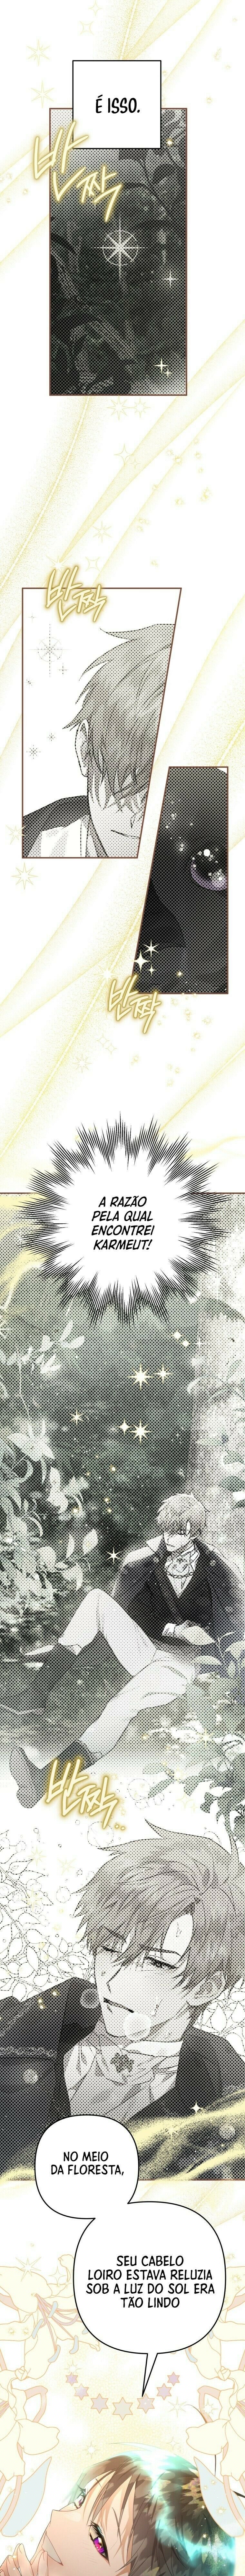 É ISSO.
반
짝
반
짝
반
짝
A RAZÃO
PELA QUAL
ENCONTREI
KARMEUT!
반
짝..
NO MEIO
DA FLORESTA,
SEU CABELO
LOIRO ESTAVA RELUZIA
SOB A LUZ DO SOL ERA
TÃO LINDO